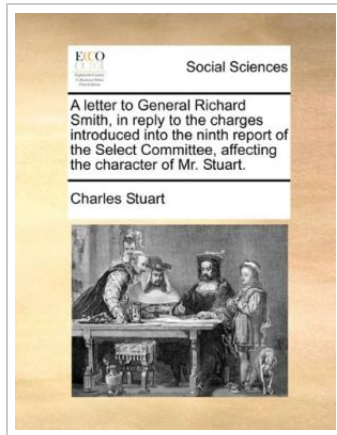 ECCO
Social Sciences
A letter to General Richard
Smith, in reply to the charges
introduced into the ninth report of
the Select Committee, affecting
the character of Mr. Stuart.
Charles Stuart